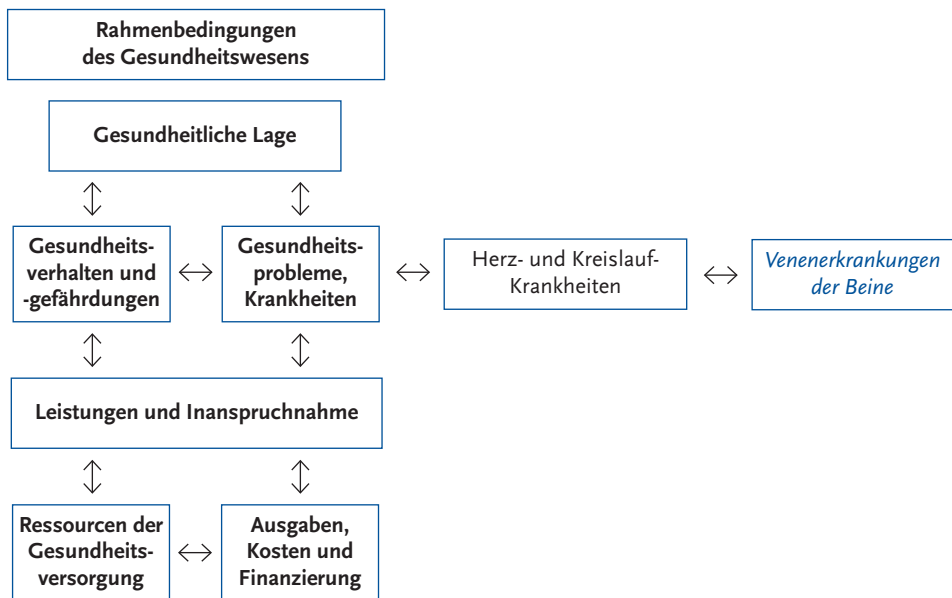 Rahmenbedingungen
des Gesundheitswesens
Gesundheitliche Lage
Gesundheits-
verhalten und
-gefährdungen
Gesundheits-
probleme,
Krankheiten
Herz- und Kreislauf-
Krankheiten
Venenerkrankungen
der Beine
Leistungen und Inanspruchnahme
Ressourcen der
Gesundheits-
versorgung
Ausgaben,
Kosten und
Finanzierung